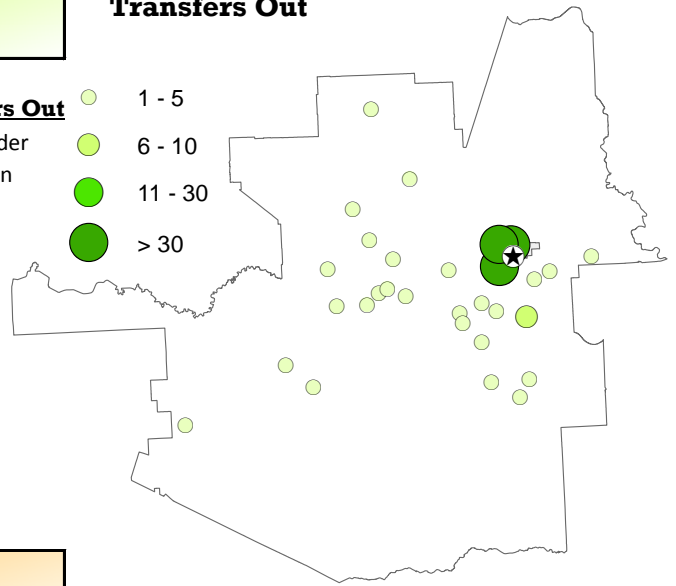 Transfers Out
rs Out
der
n
1 - 5
6 - 10
11 - 30
> 30